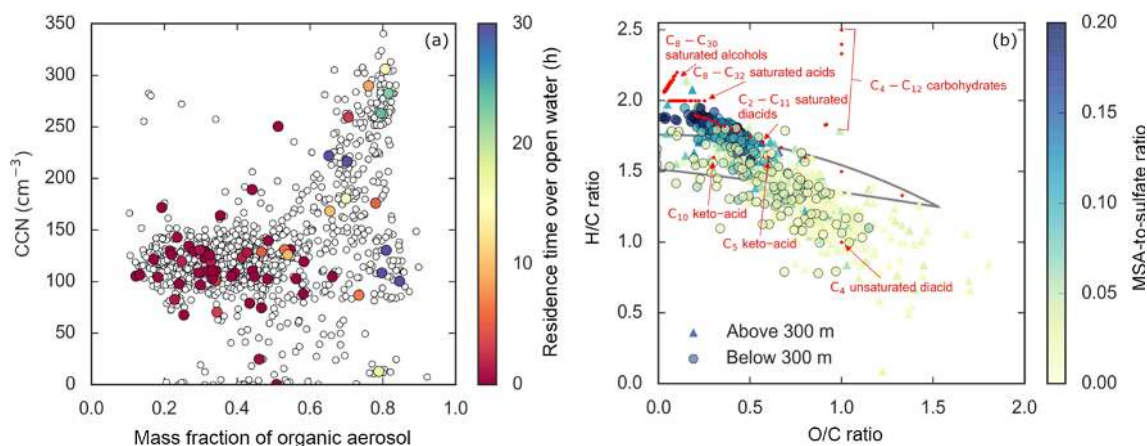 (a)
CCN (cm⁻³)
350
300
250
200
150
100
50
0
0.0 0.2 0.4 0.6 0.8 1.0
Mass fraction of organic aerosol
30
20
10
0
Residence time over open water (h)
(b)
H/C ratio
2.5
2.0
1.5
1.0
0.5
0.0
0.0 0.5 1.0 1.5 2.0
O/C ratio
C₈ − C₃₀
saturated alcohols
C₈ − C₃₂ saturated acids
C₂ − C₁₁ saturated
diacids
C₄ − C₁₂ carbohydrates
C₁₀ keto−acid
C₅ keto−acid
C₄ unsaturated diacid
Above 300 m
Below 300 m
0.20
0.15
0.10
0.05
0.00
MSA-to-sulfate ratio